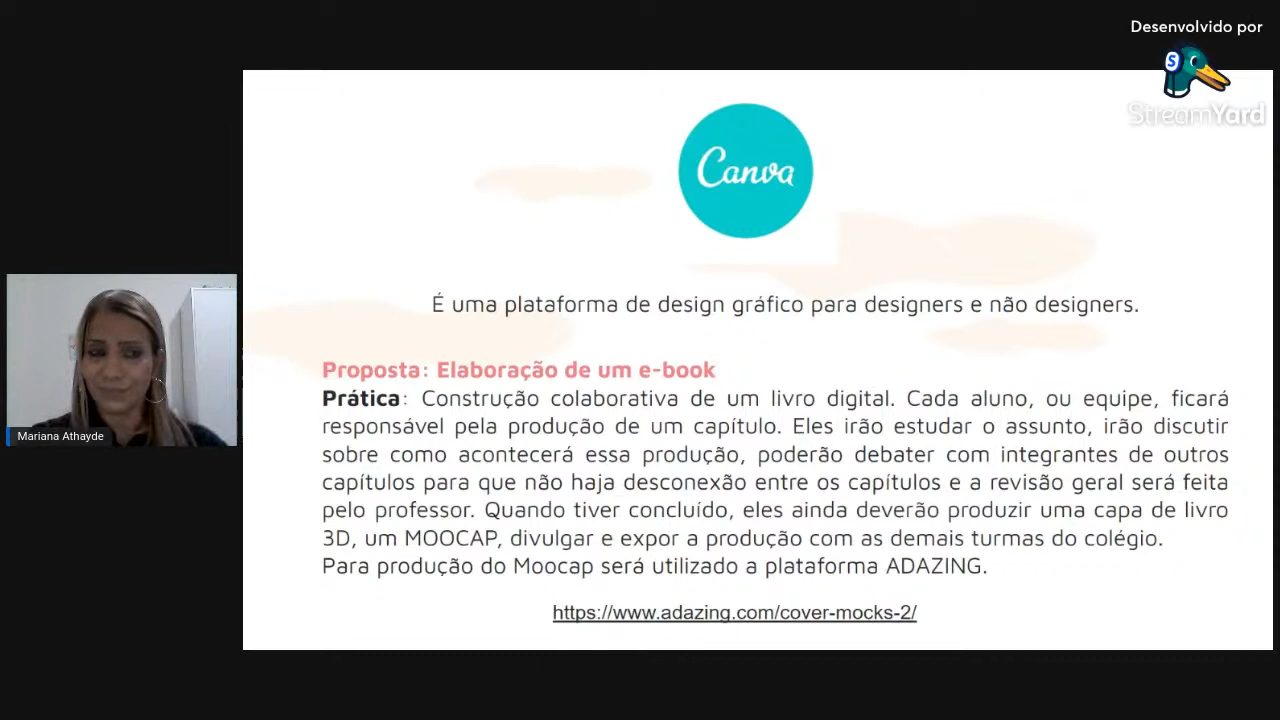 Desenvolvido por
S
StreamYard
Canva
É uma plataforma de design gráfico para designers e não designers.
Proposta: Elaboração de um e-book
Prática: Construção colaborativa de um livro digital. Cada aluno, ou equipe, ficará
responsável pela produção de um capítulo. Eles irão estudar o assunto, irão discutir
sobre como acontecerá essa produção, poderão debater com integrantes de outros
capítulos para que não haja desconexão entre os capítulos e a revisão geral será feita
pelo professor. Quando tiver concluído, eles ainda deverão produzir uma capa de livro
3D, um MOOCAP, divulgar e expor a produção com as demais turmas do colégio.
Para produção do Moocap será utilizado a plataforma ADAZING.
https://www.adazing.com/cover-mocks-2/
Mariana Athayde